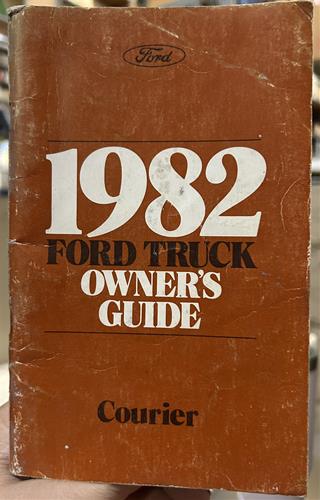 Ford
1982
FORD TRUCK
OWNER'S
GUIDE
Courier